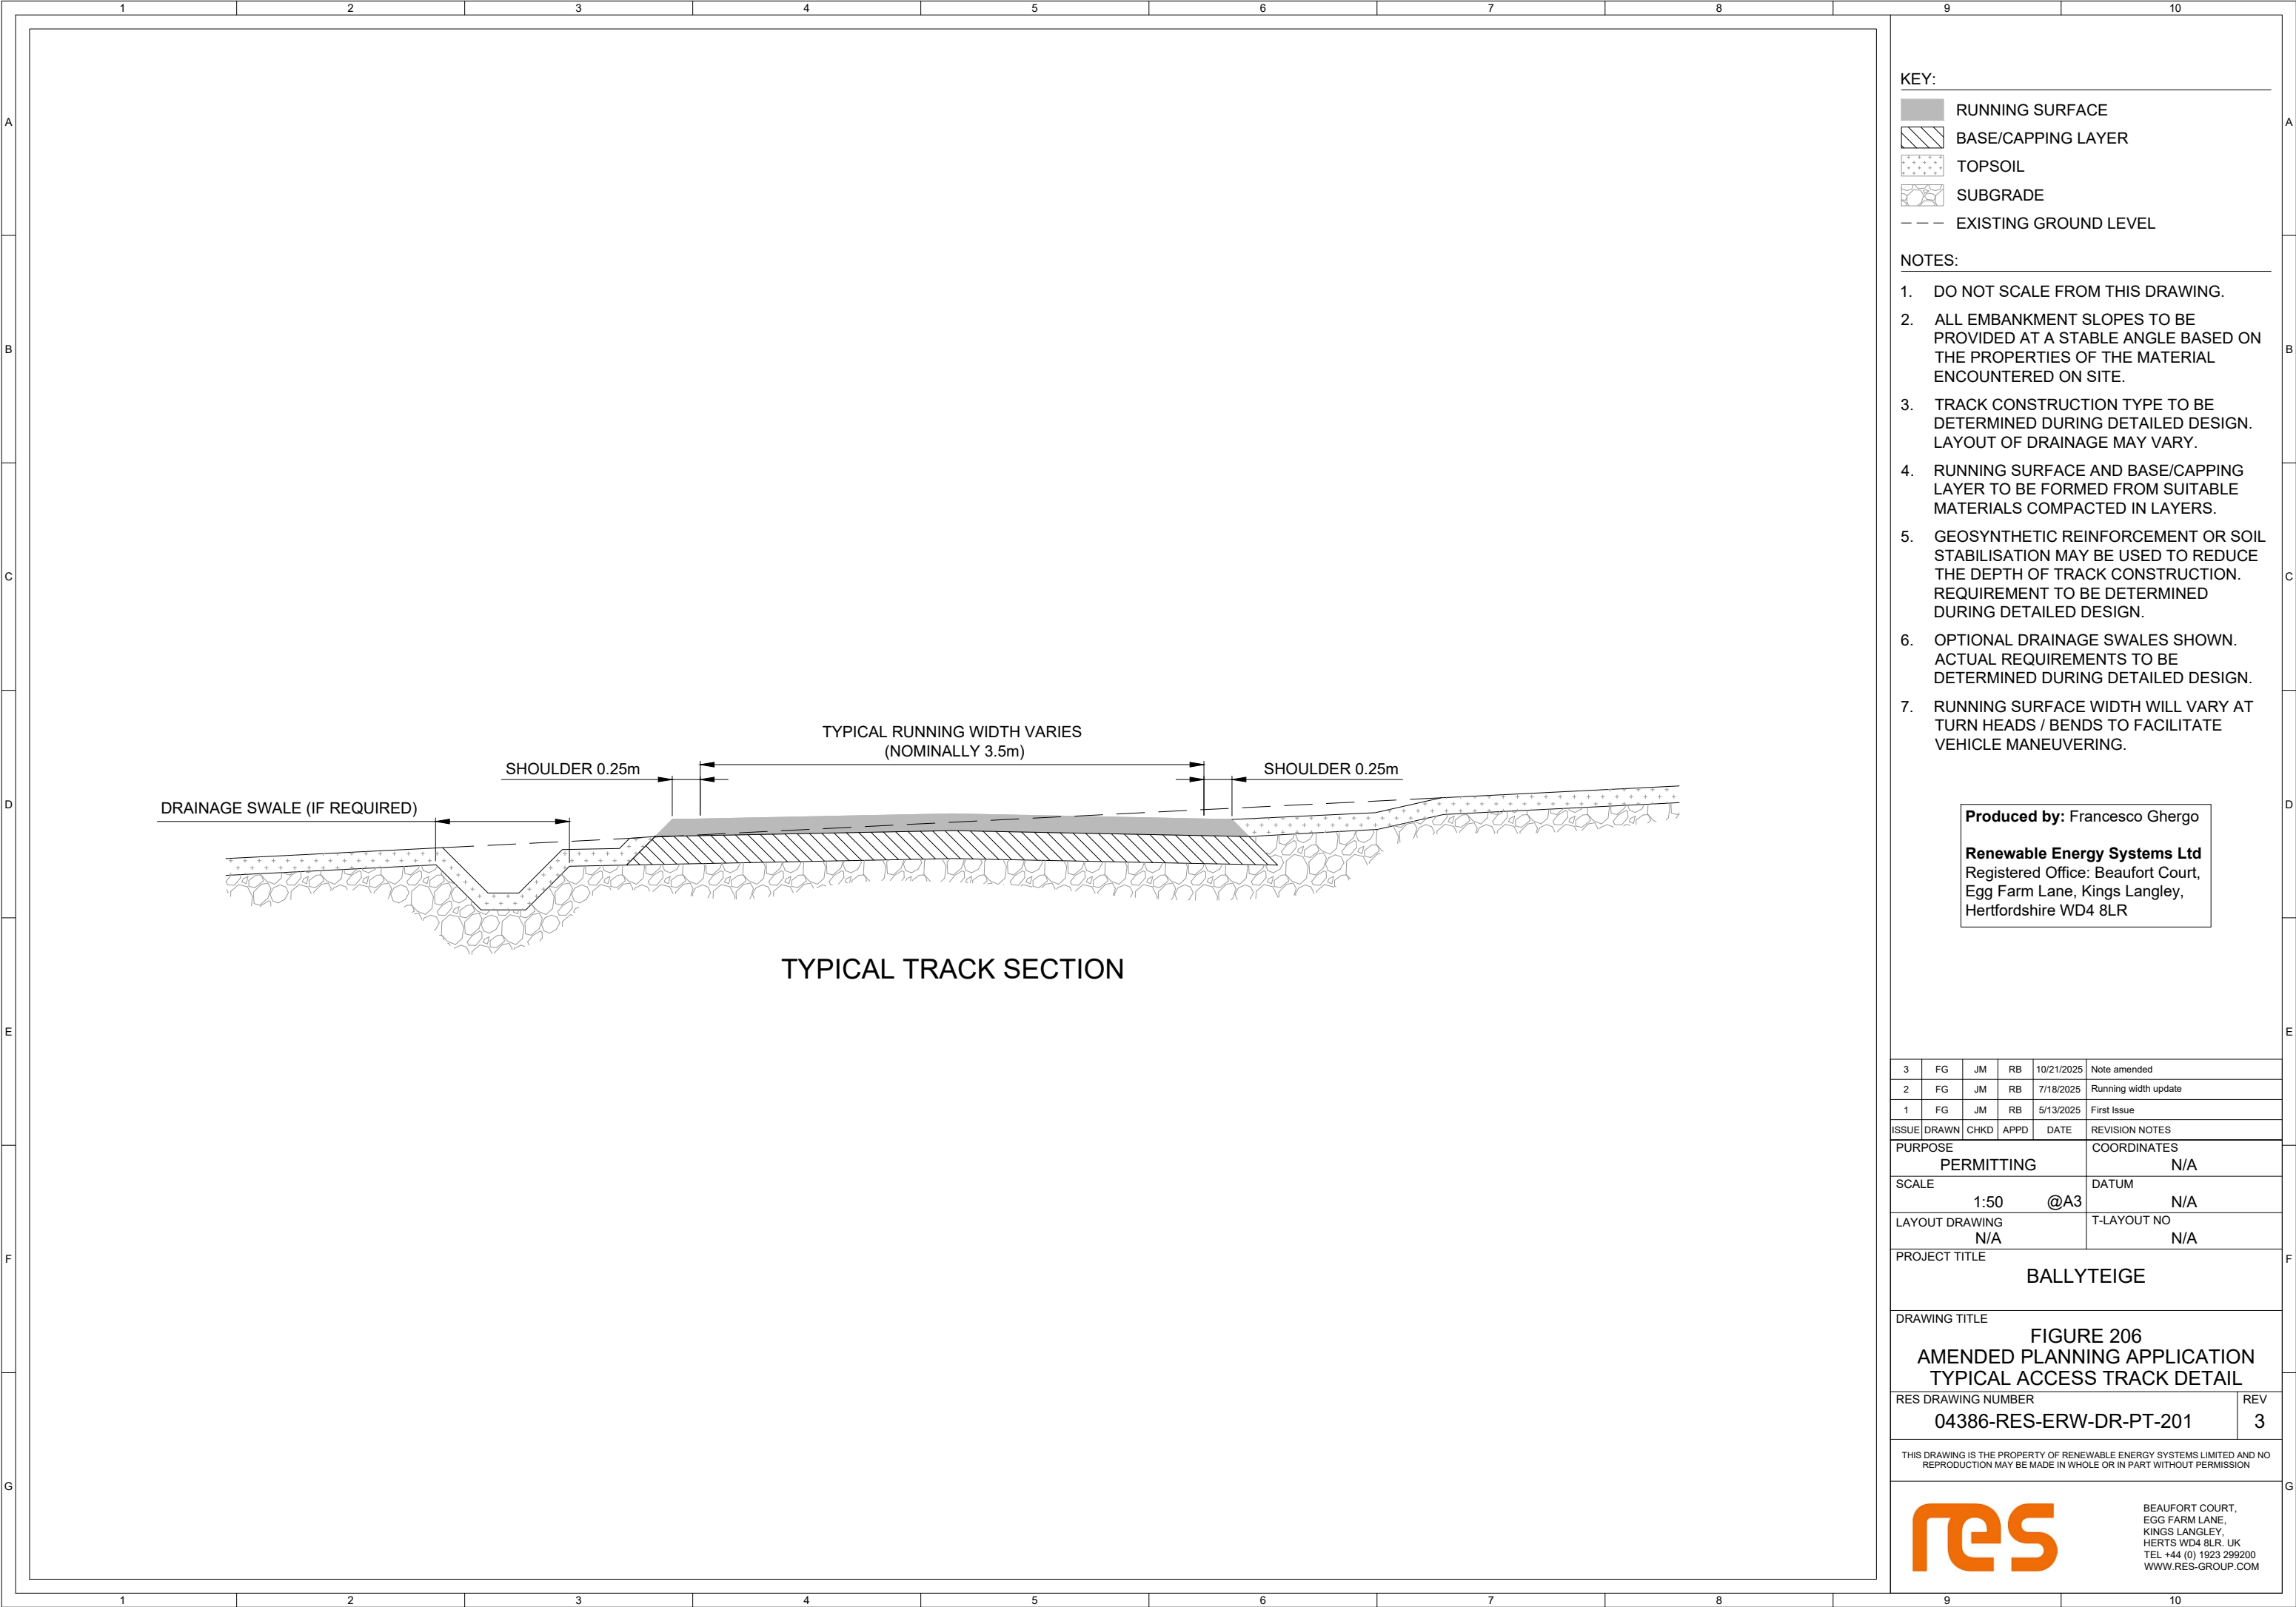 1 2 3 4 5 6 7 8 9 10
A A
B B
C C
D D
E E
F F
G G
TYPICAL RUNNING WIDTH VARIES
(NOMINALLY 3.5m)
SHOULDER 0.25m
SHOULDER 0.25m
DRAINAGE SWALE (IF REQUIRED)
TYPICAL TRACK SECTION
KEY:
RUNNING SURFACE
BASE/CAPPING LAYER
TOPSOIL
SUBGRADE
EXISTING GROUND LEVEL
NOTES:
1. DO NOT SCALE FROM THIS DRAWING.
2. ALL EMBANKMENT SLOPES TO BE
PROVIDED AT A STABLE ANGLE BASED ON
THE PROPERTIES OF THE MATERIAL
ENCOUNTERED ON SITE.
3. TRACK CONSTRUCTION TYPE TO BE
DETERMINED DURING DETAILED DESIGN.
LAYOUT OF DRAINAGE MAY VARY.
4. RUNNING SURFACE AND BASE/CAPPING
LAYER TO BE FORMED FROM SUITABLE
MATERIALS COMPACTED IN LAYERS.
5. GEOSYNTHETIC REINFORCEMENT OR SOIL
STABILISATION MAY BE USED TO REDUCE
THE DEPTH OF TRACK CONSTRUCTION.
REQUIREMENT TO BE DETERMINED
DURING DETAILED DESIGN.
6. OPTIONAL DRAINAGE SWALES SHOWN.
ACTUAL REQUIREMENTS TO BE
DETERMINED DURING DETAILED DESIGN.
7. RUNNING SURFACE WIDTH WILL VARY AT
TURN HEADS / BENDS TO FACILITATE
VEHICLE MANEUVERING.
Produced by: Francesco Ghergo
Renewable Energy Systems Ltd
Registered Office: Beaufort Court,
Egg Farm Lane, Kings Langley,
Hertfordshire WD4 8LR
3 FG JM RB 10/21/2025 Note amended
2 FG JM RB 7/18/2025 Running width update
1 FG JM RB 5/13/2025 First Issue
ISSUE DRAWN CHKD APPD DATE REVISION NOTES
PURPOSE COORDINATES
PERMITTING N/A
SCALE DATUM
1:50 @A3 N/A
LAYOUT DRAWING T-LAYOUT NO
N/A N/A
PROJECT TITLE
BALLYTEIGE
DRAWING TITLE
FIGURE 206
AMENDED PLANNING APPLICATION
TYPICAL ACCESS TRACK DETAIL
RES DRAWING NUMBER REV
04386-RES-ERW-DR-PT-201 3
THIS DRAWING IS THE PROPERTY OF RENEWABLE ENERGY SYSTEMS LIMITED AND NO
REPRODUCTION MAY BE MADE IN WHOLE OR IN PART WITHOUT PERMISSION
res
BEAUFORT COURT,
EGG FARM LANE,
KINGS LANGLEY,
HERTS WD4 8LR. UK
TEL +44 (0) 1923 299200
WWW.RES-GROUP.COM
1 2 3 4 5 6 7 8 9 10